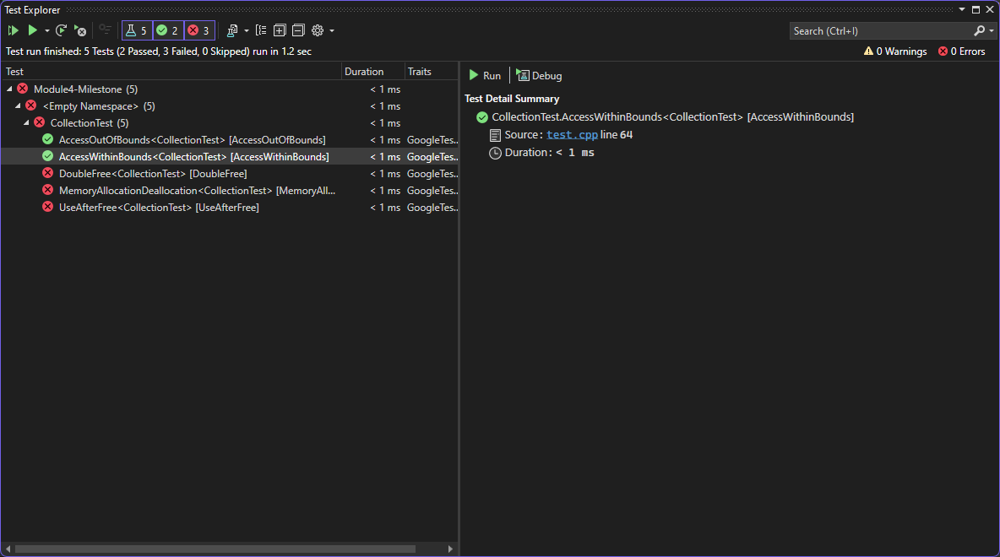 Test Explorer
5 2 3 Search (Ctrl+I)
Test run finished: 5 Tests (2 Passed, 3 Failed, 0 Skipped) run in 1.2 sec 0 Warnings 0 Errors
Test Duration Traits
Module4-Milestone (5) < 1 ms
<Empty Namespace> (5) < 1 ms
CollectionTest (5) < 1 ms
AccessOutOfBounds<CollectionTest> [AccessOutOfBounds] < 1 ms GoogleTes...
AccessWithinBounds<CollectionTest> [AccessWithinBounds] < 1 ms GoogleTes...
DoubleFree<CollectionTest> [DoubleFree] < 1 ms GoogleTes...
MemoryAllocationDeallocation<CollectionTest> [MemoryAll... < 1 ms GoogleTes...
UseAfterFree<CollectionTest> [UseAfterFree] < 1 ms GoogleTes...
Run Debug
Test Detail Summary
CollectionTest.AccessWithinBounds<CollectionTest> [AccessWithinBounds]
Source: test.cpp line 64
Duration: < 1 ms